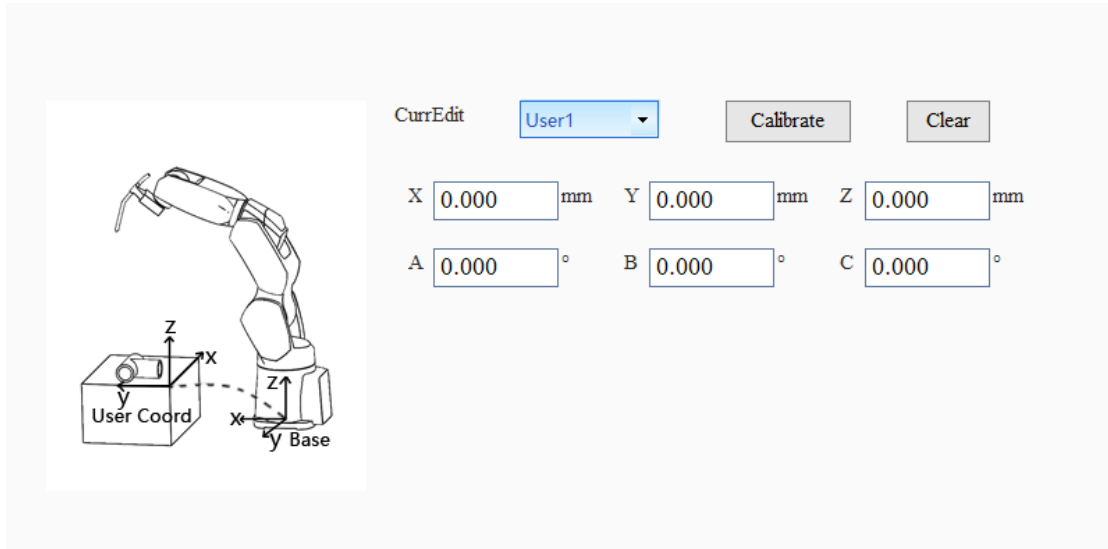 CurrEdit User1 Calibrate Clear
X 0.000 mm Y 0.000 mm Z 0.000 mm
A 0.000 ° B 0.000 ° C 0.000 °
Z
X
y
User Coord
Z
X
y Base